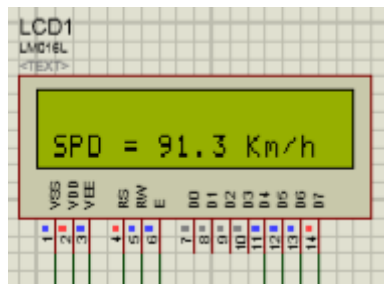 LCD1
LM016L
<TEXT>
SPD = 91.3 Km/h
VSS VDD VEE RS RW E D0 D1 D2 D3 D4 D5 D6 D7
1 2 3 4 5 6 7 8 9 10 11 12 13 14